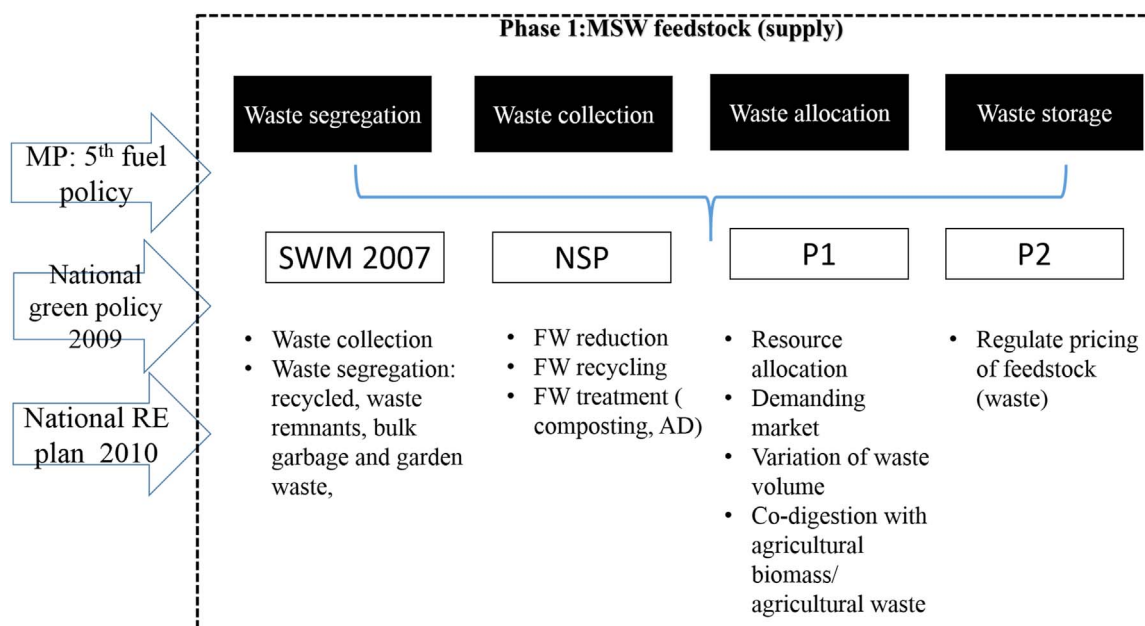 Phase 1:MSW feedstock (supply)
Waste segregation
Waste collection
Waste allocation
Waste storage
MP: 5th fuel
policy
National
green policy
2009
National RE
plan 2010
SWM 2007
NSP
P1
P2
• Waste collection
• Waste segregation:
recycled, waste
remnants, bulk
garbage and garden
waste,
• FW reduction
• FW recycling
• FW treatment (
composting, AD)
• Resource
allocation
• Demanding
market
• Variation of waste
volume
• Co-digestion with
agricultural
biomass/
agricultural waste
• Regulate pricing
of feedstock
(waste)